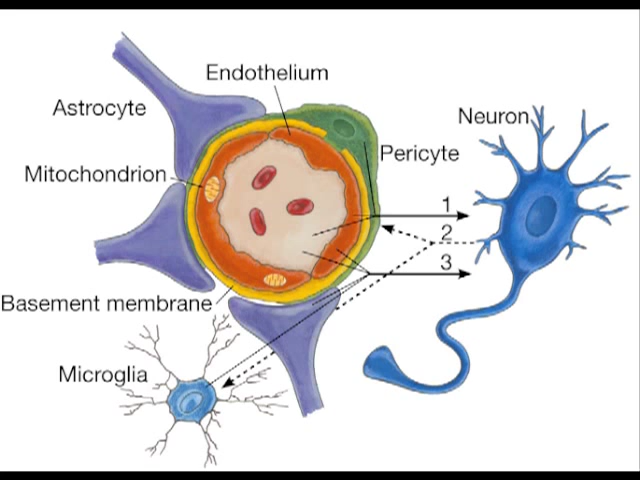 Endothelium
Astrocyte
Neuron
Pericyte
Mitochondrion
1
2
3
Basement membrane
Microglia